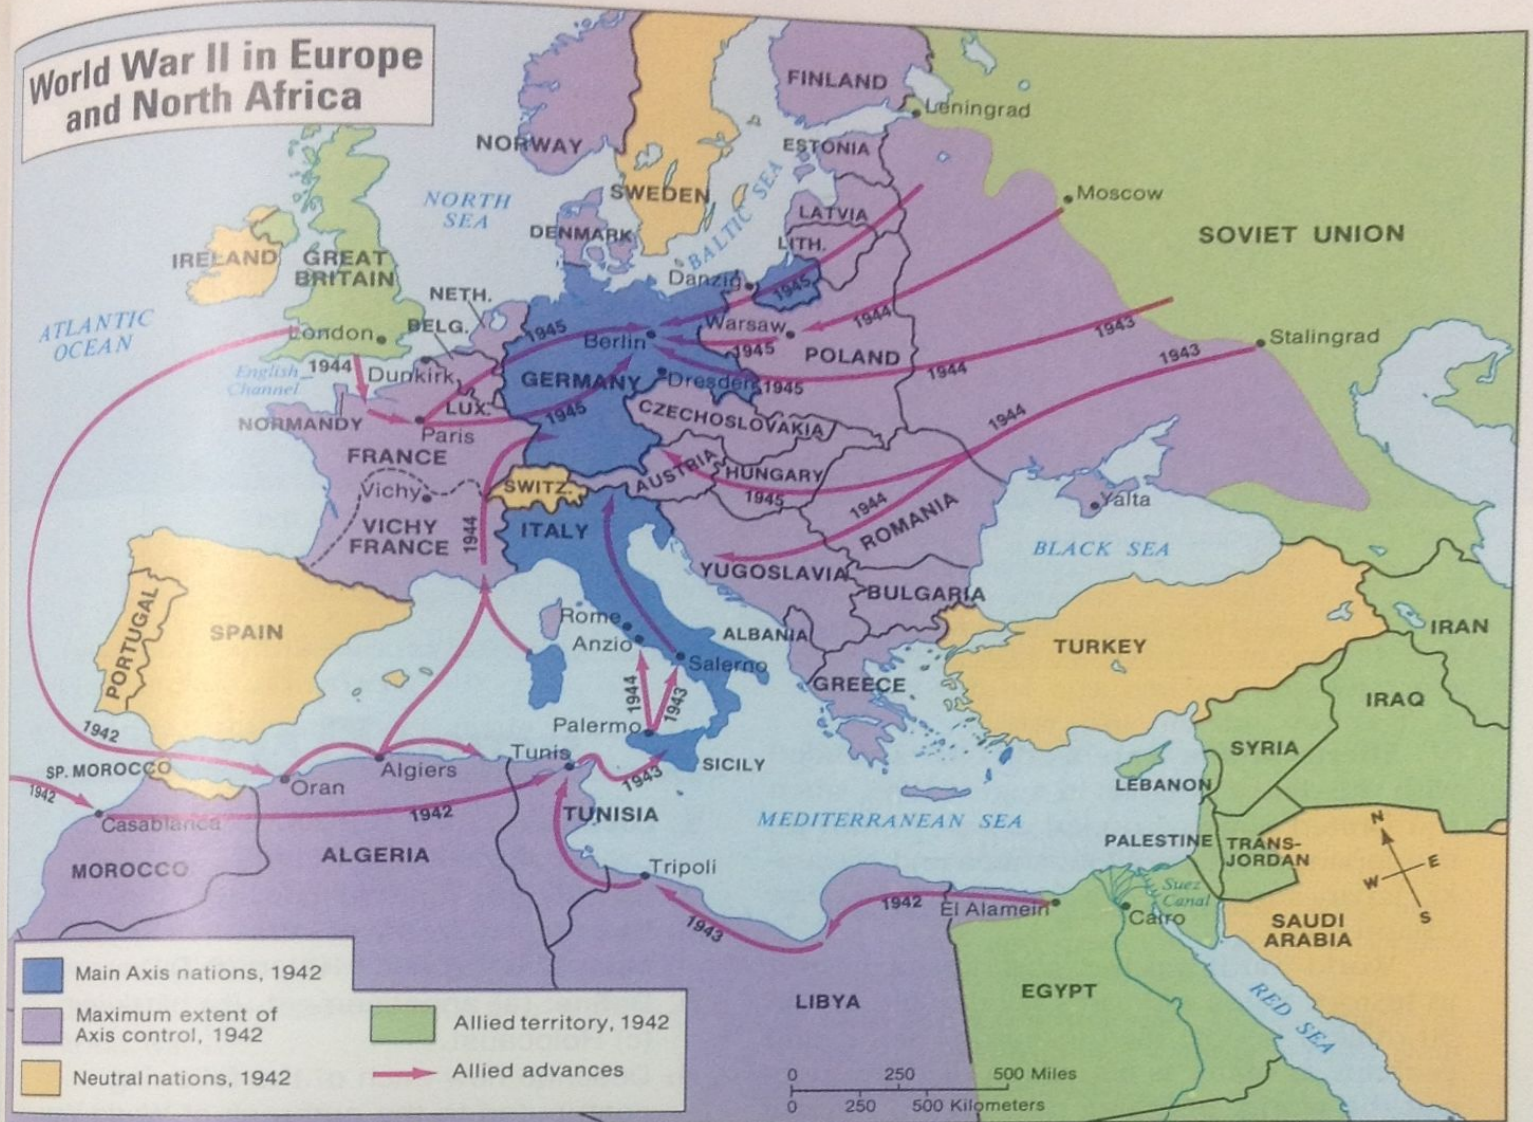 World War II in Europe
and North Africa
FINLAND
Leningrad
NORWAY
ESTONIA
SWEDEN
BALTIC SEA
NORTH
SEA
Moscow
LATVIA
SOVIET UNION
DENMARK
LITH.
IRELAND
GREAT
BRITAIN
Danzig
1945
NETH.
ATLANTIC
OCEAN
London
BELG.
1945
Berlin
Warsaw
1944
1943
Stalingrad
1945
POLAND
1943
English
Channel
1944
Dunkirk
GERMANY
Dresden
1945
1944
LUX.
1945
CZECHOSLOVAKIA
1944
NORMANDY
Paris
FRANCE
AUSTRIA
HUNGARY
1945
Vichy
SWITZ.
1944
Yalta
VICHY
FRANCE
1944
ITALY
ROMANIA
BLACK SEA
YUGOSLAVIA
BULGARIA
PORTUGAL
SPAIN
Rome
Anzio
ALBANIA
TURKEY
IRAN
Salerno
GREECE
1944
1943
IRAQ
1942
Palermo
SYRIA
SP. MOROCCO
Algiers
Tunis
SICILY
1943
LEBANON
1942
Oran
Casablanca
1942
TUNISIA
MEDITERRANEAN SEA
PALESTINE
TRANS-
JORDAN
N
E
W
S
MOROCCO
ALGERIA
Tripoli
Suez
Canal
1942
El Alamein
Cairo
1943
SAUDI
ARABIA
LIBYA
EGYPT
RED SEA
Main Axis nations, 1942
Maximum extent of
Axis control, 1942
Neutral nations, 1942
Allied territory, 1942
Allied advances
0 250 500 Miles
0 250 500 Kilometers